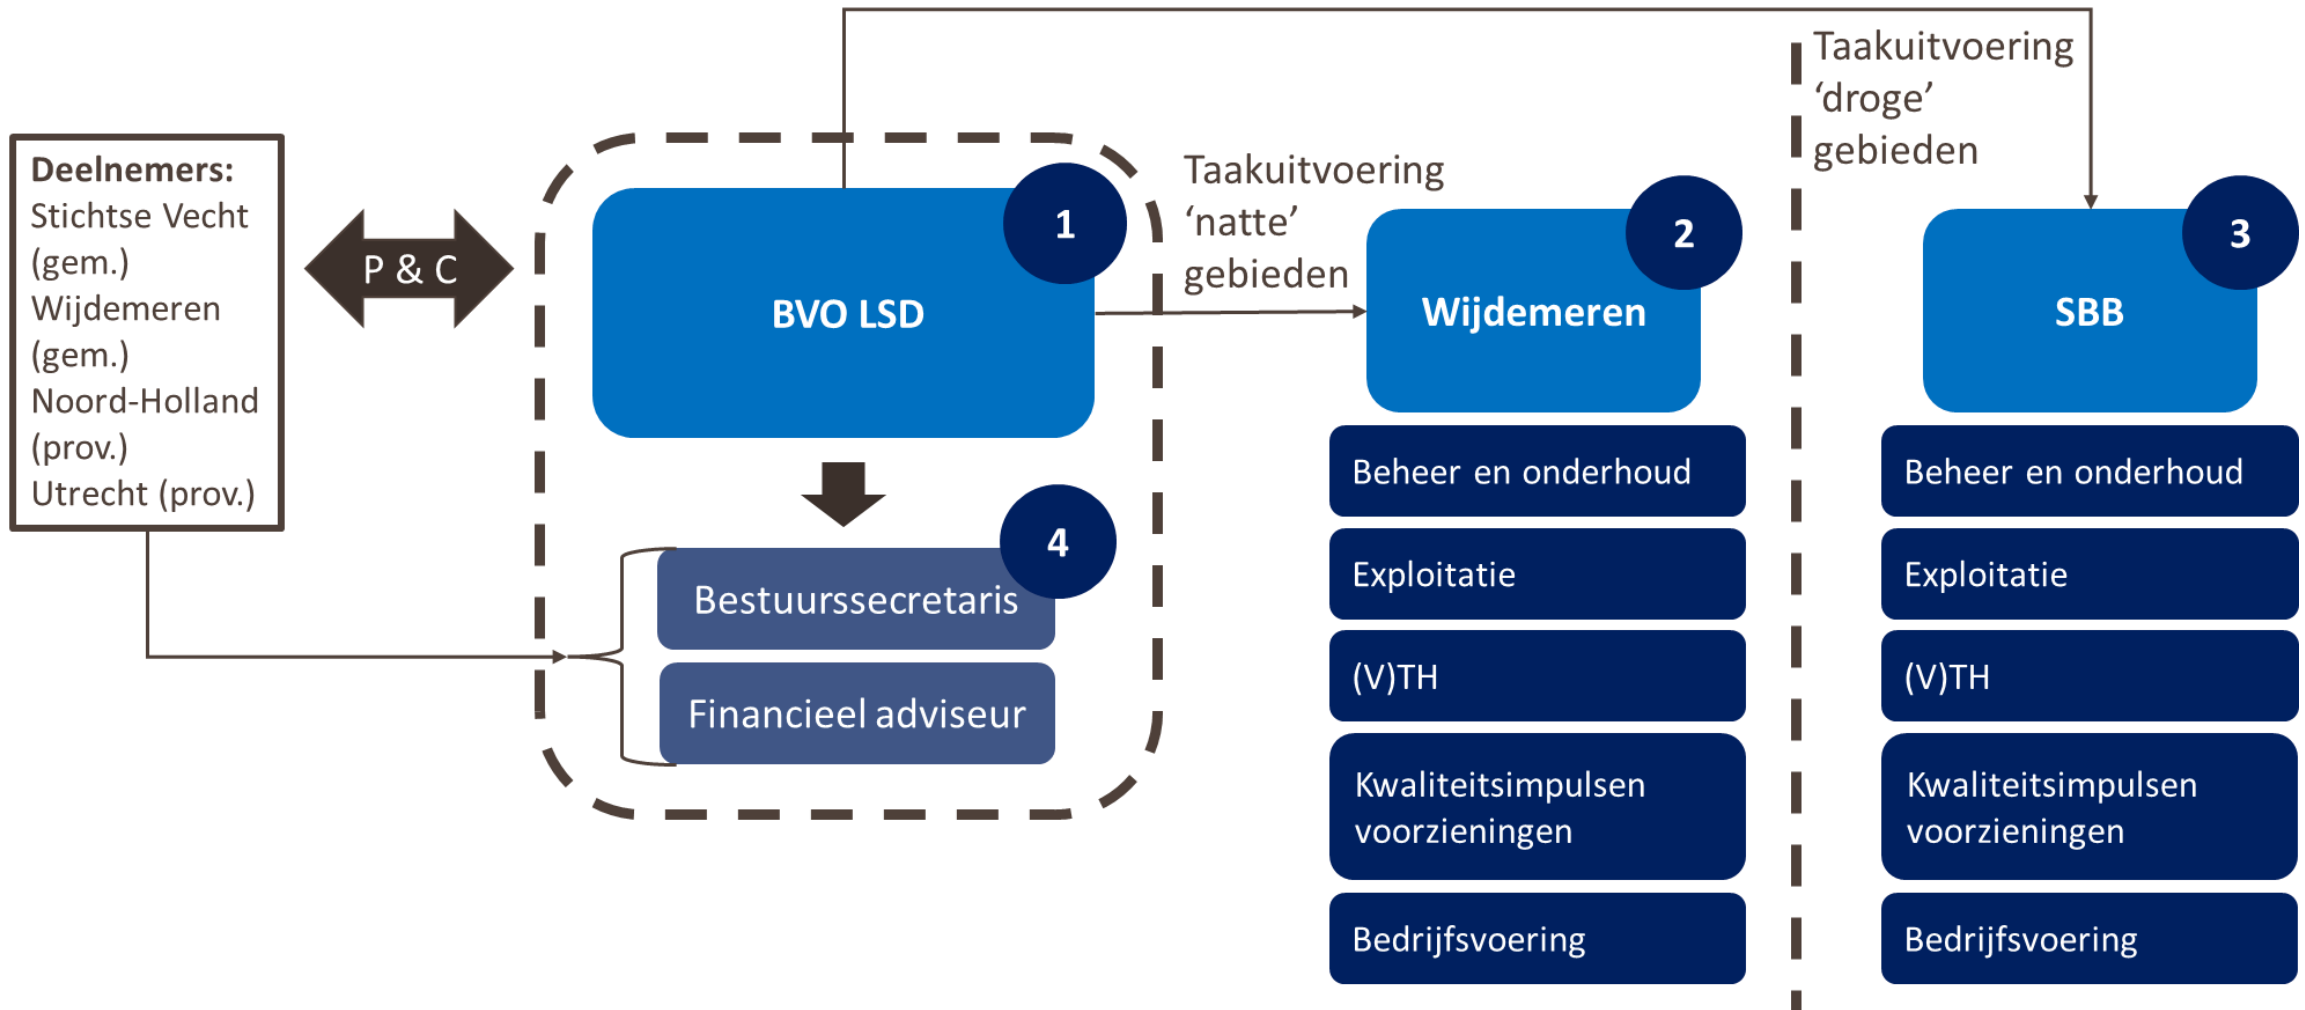 Deelnemers:
Stichtse Vecht
(gem.)
Wijdemeren
(gem.)
Noord-Holland
(prov.)
Utrecht (prov.)
P & C
1
BVO LSD
4
Bestuurssecretaris
Financieel adviseur
Taakuitvoering
‘natte’
gebieden
2
Wijdemeren
Beheer en onderhoud
Exploitatie
(V)TH
Kwaliteitsimpulsen
voorzieningen
Bedrijfsvoering
Taakuitvoering
‘droge’
gebieden
3
SBB
Beheer en onderhoud
Exploitatie
(V)TH
Kwaliteitsimpulsen
voorzieningen
Bedrijfsvoering